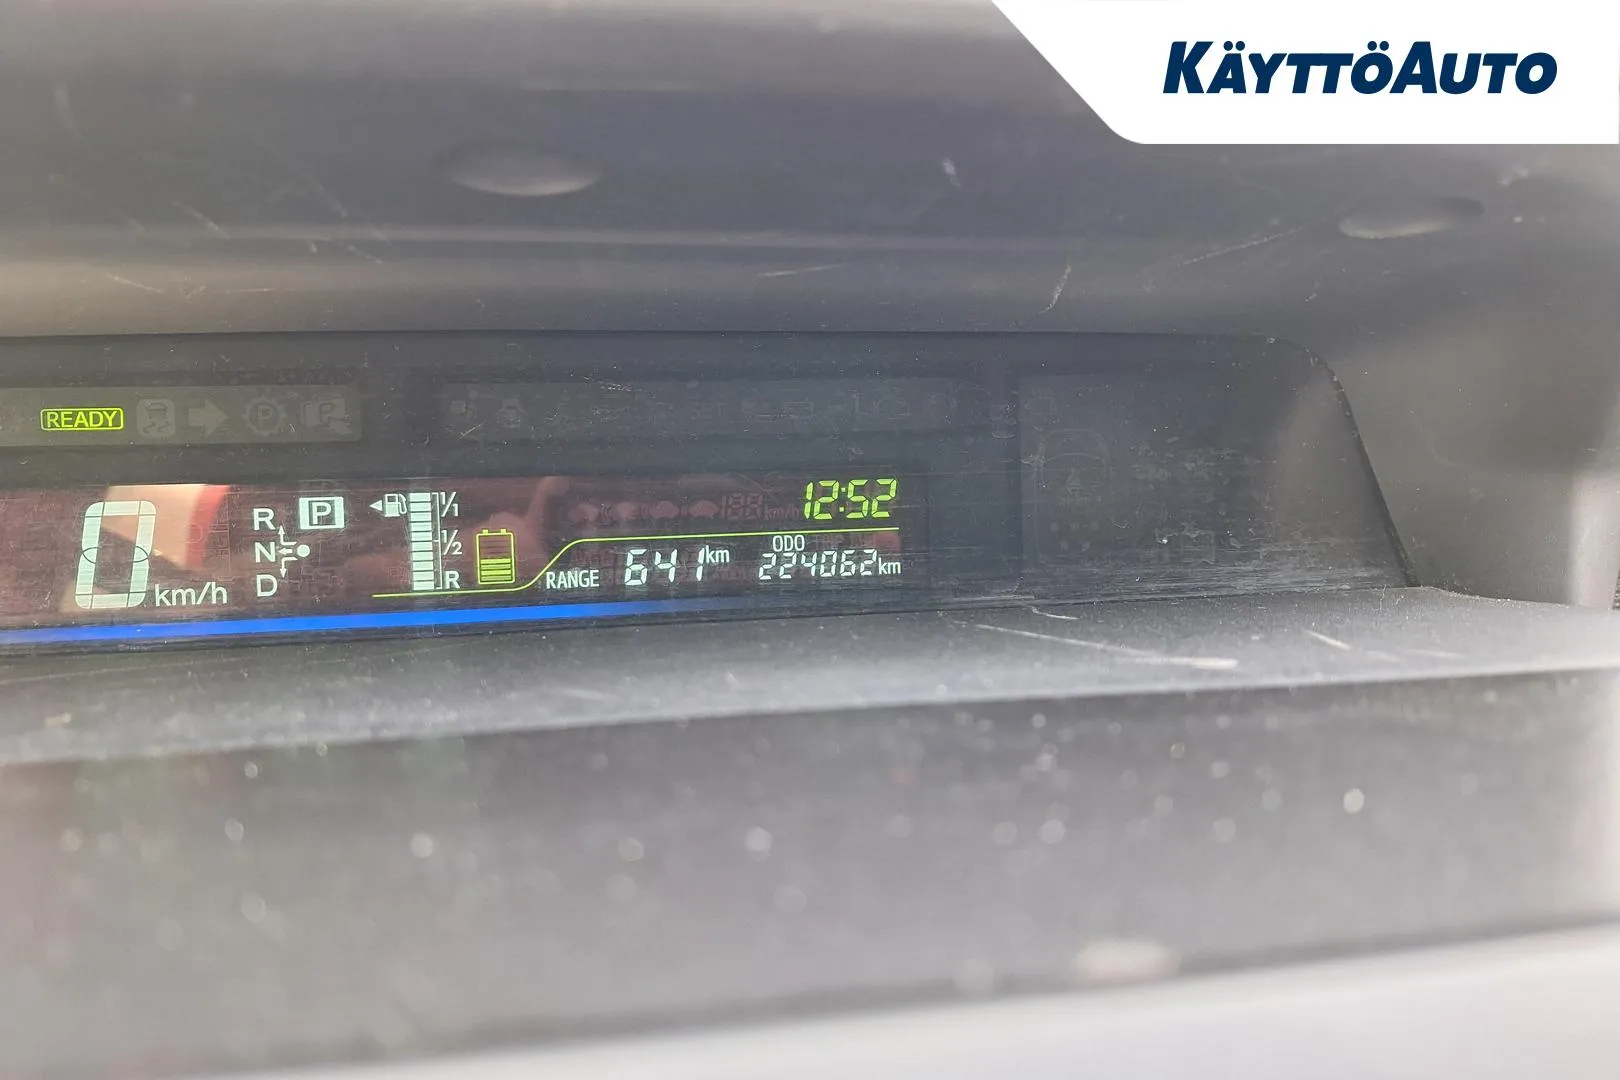 KÄYTTÖAUTO
READY
P
12:52
0 km/h
R
N
D
P
1/1
1/2
R
RANGE 641 km
ODO
224062 km